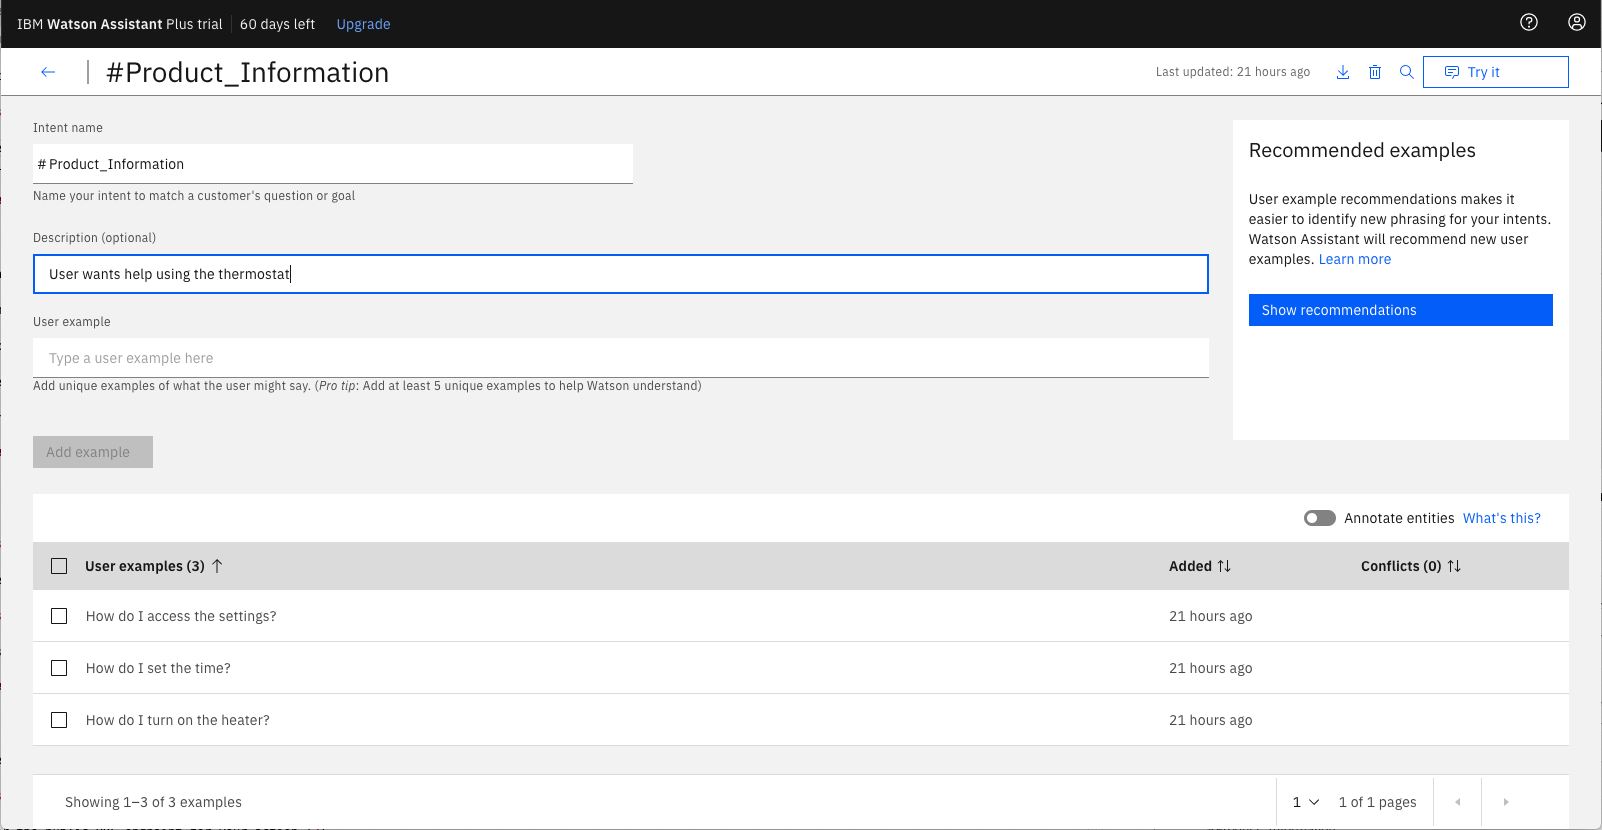 IBM Watson Assistant Plus trial 60 days left Upgrade
#Product_Information
Last updated: 21 hours ago
Try it
Intent name
# Product_Information
Name your intent to match a customer's question or goal
Description (optional)
User wants help using the thermostat
User example
Type a user example here
Add unique examples of what the user might say. (Pro tip: Add at least 5 unique examples to help Watson understand)
Add example
Recommended examples
User example recommendations makes it
easier to identify new phrasing for your intents.
Watson Assistant will recommend new user
examples. Learn more
Show recommendations
Annotate entities What's this?
User examples (3) Added Conflicts (0)
How do I access the settings? 21 hours ago
How do I set the time? 21 hours ago
How do I turn on the heater? 21 hours ago
Showing 1–3 of 3 examples 1 1 of 1 pages